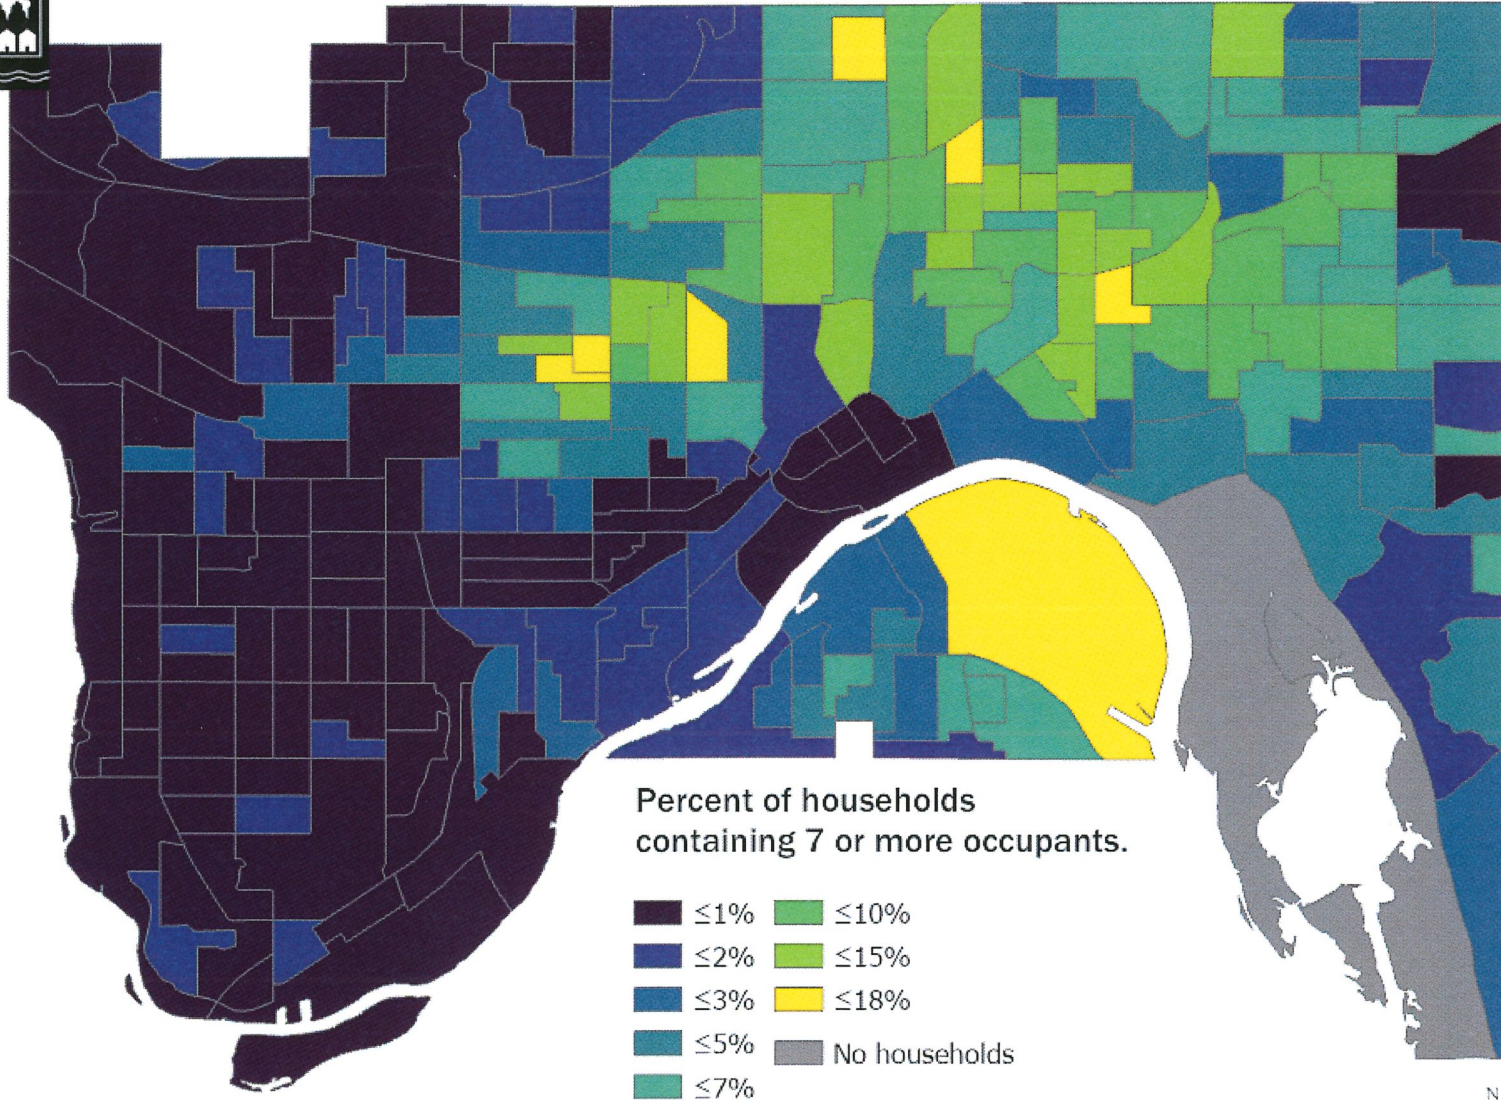 Percent of households
containing 7 or more occupants.
≤1%
≤2%
≤3%
≤5%
≤7%
≤10%
≤15%
≤18%
No households
N